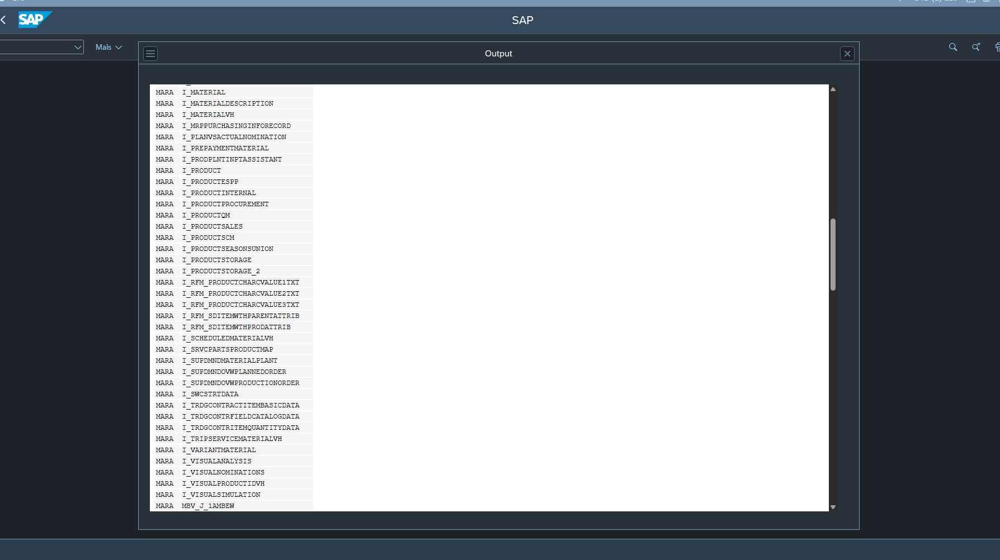 SAP
SAP
Mais
Output
MARA I_MATERIAL
MARA I_MATERIALDESCRIPTION
MARA I_MATERIALVH
MARA I_MRPPURCHASINGINFORECORD
MARA I_PLANVSACTUALNOMINATION
MARA I_PREPAYMENTMATERIAL
MARA I_PRODPLNTINPTASSISTANT
MARA I_PRODUCT
MARA I_PRODUCTESPP
MARA I_PRODUCTINTERNAL
MARA I_PRODUCTPROCUREMENT
MARA I_PRODUCTQM
MARA I_PRODUCTSALES
MARA I_PRODUCTSCM
MARA I_PRODUCTSEASONSUNION
MARA I_PRODUCTSTORAGE
MARA I_PRODUCTSTORAGE_2
MARA I_RFM_PRODUCTCHARCVALUE1TXT
MARA I_RFM_PRODUCTCHARCVALUE2TXT
MARA I_RFM_PRODUCTCHARCVALUE3TXT
MARA I_RFM_SDITEMWTHPARENTATTRIB
MARA I_RFM_SDITEMWTHPRODATTRIB
MARA I_SCHEDULEDMATERIALVH
MARA I_SRVCPARTSPRODUCTMAP
MARA I_SUPDMNDMATERIALPLANT
MARA I_SUPDMNDOVWPLANNEDORDER
MARA I_SUPDMNDOVWPRODUCTIONORDER
MARA I_SWCSTRTDATA
MARA I_TRDGCONTRACTITEMBASICDATA
MARA I_TRDGCONTRFIELDCATALOGDATA
MARA I_TRDGCONTRITEMQUANTITYDATA
MARA I_TRIPSERVICEMATERIALVH
MARA I_VARIANTMATERIAL
MARA I_VISUALANALYSIS
MARA I_VISUALNOMINATIONS
MARA I_VISUALPRODUCTIDVH
MARA I_VISUALSIMULATION
MARA MBV_J_1AMBEW